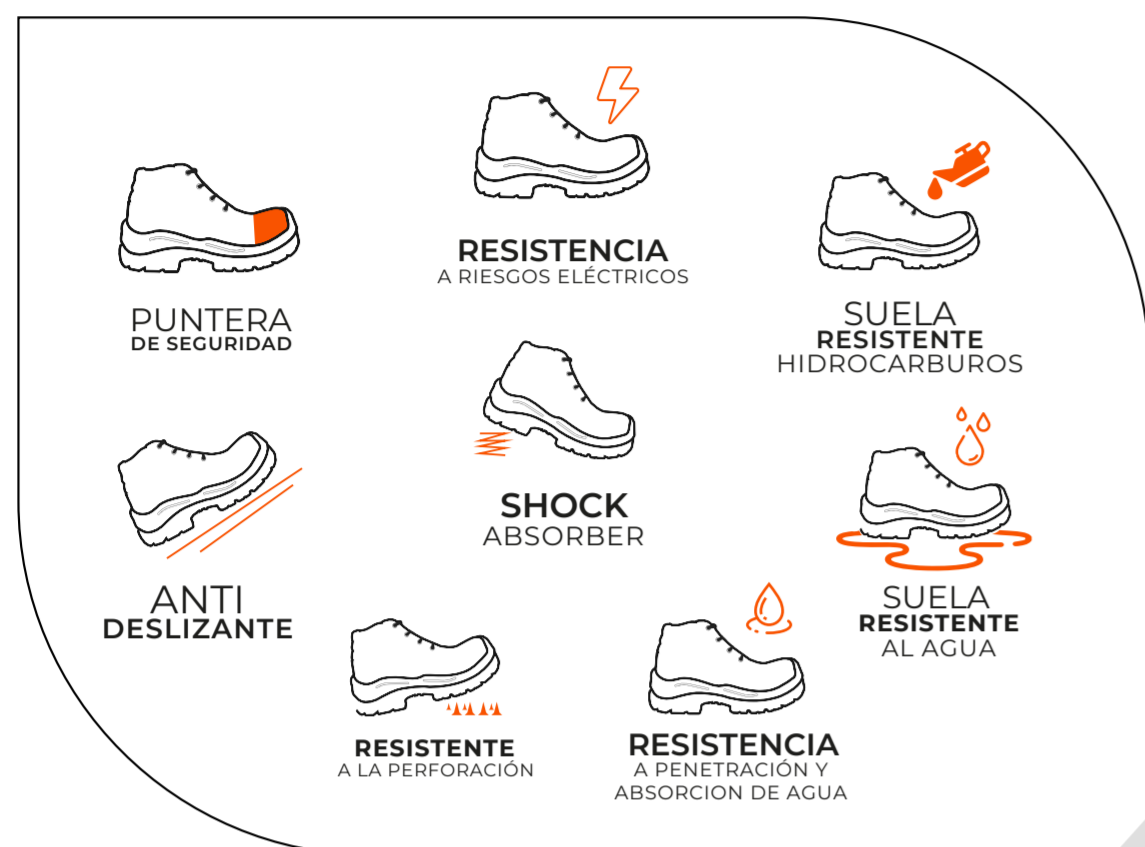 RESISTENCIA
A RIESGOS ELÉCTRICOS
PUNTERA
DE SEGURIDAD
SUELA
RESISTENTE
HIDROCARBUROS
SHOCK
ABSORBER
ANTI
DESLIZANTE
SUELA
RESISTENTE
AL AGUA
RESISTENTE
A LA PERFORACIÓN
RESISTENCIA
A PENETRACIÓN Y
ABSORCION DE AGUA